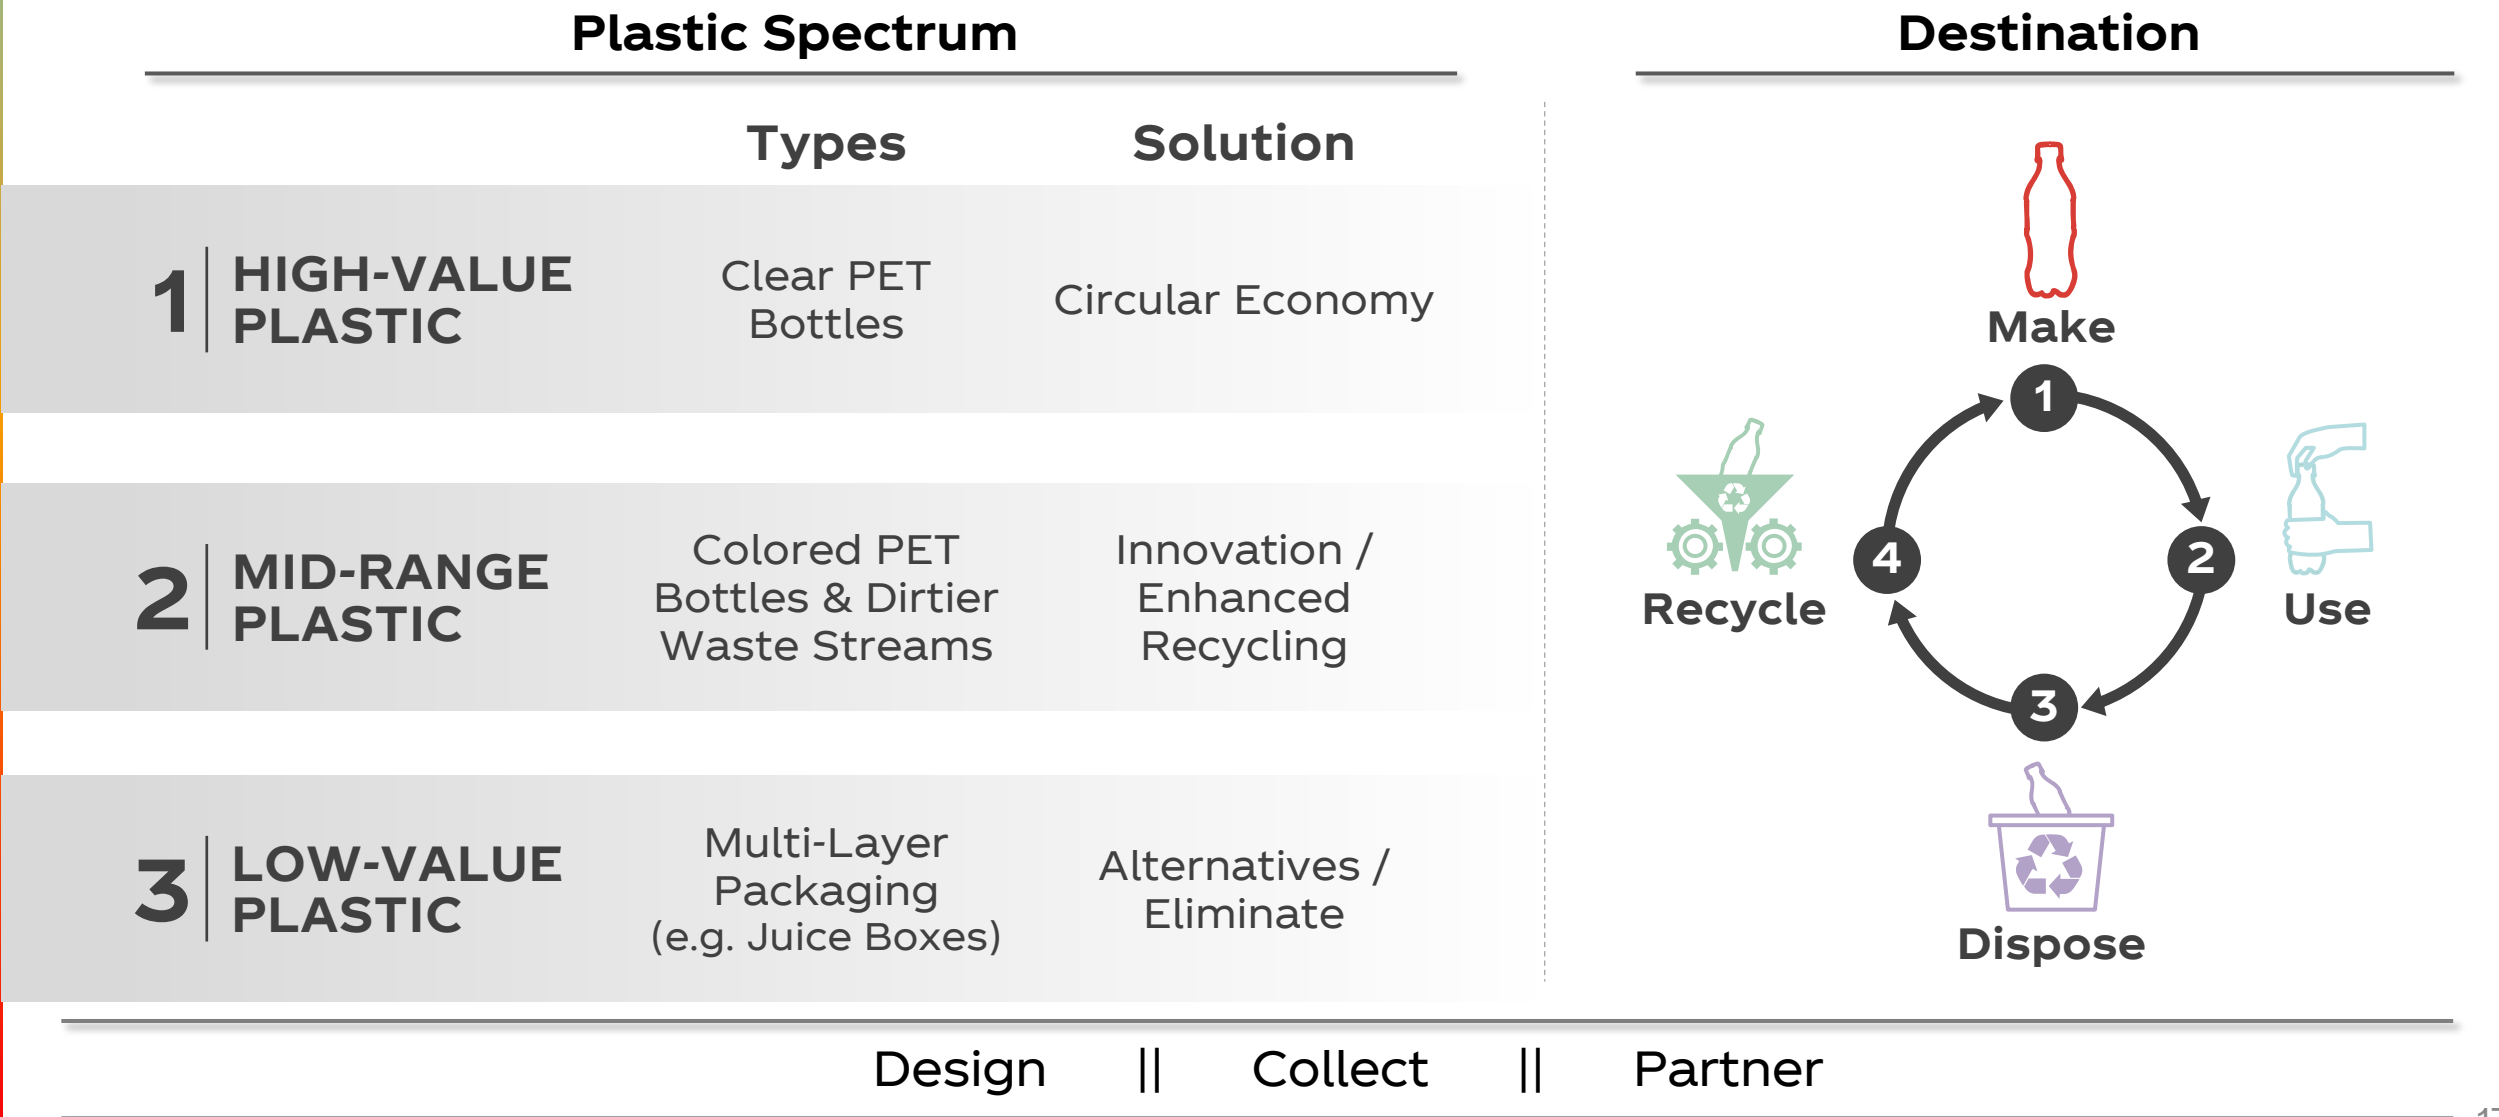 Plastic Spectrum
Destination
Types
Solution
1
HIGH-VALUE
PLASTIC
Clear PET
Bottles
Circular Economy
2
MID-RANGE
PLASTIC
Colored PET
Bottles & Dirtier
Waste Streams
Innovation /
Enhanced
Recycling
3
LOW-VALUE
PLASTIC
Multi-Layer
Packaging
(e.g. Juice Boxes)
Alternatives /
Eliminate
Make
1
2
Use
3
Dispose
4
Recycle
Design || Collect || Partner